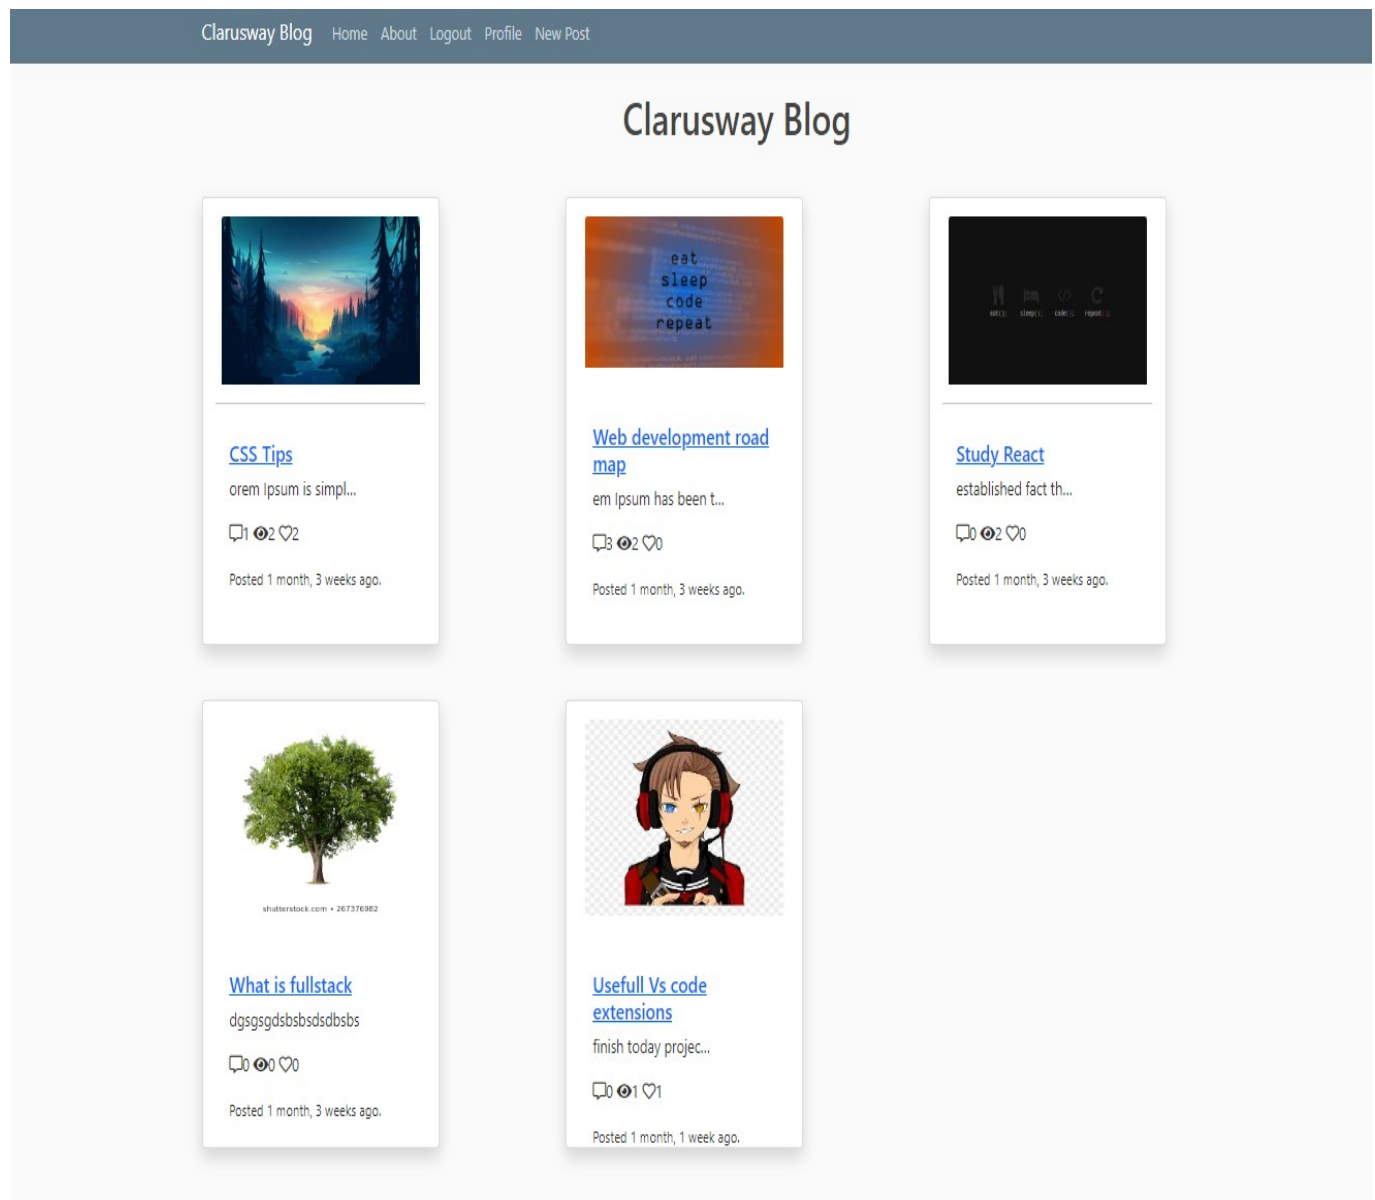 Clarusway Blog Home About Logout Profile New Post
Clarusway Blog
eat
sleep
code
repeat
eat(); sleep(); code(); repeat();
CSS Tips
orem Ipsum is simpl...
1 2 2
Posted 1 month, 3 weeks ago.
Web development road
map
em Ipsum has been t...
3 2 0
Posted 1 month, 3 weeks ago.
Study React
established fact th...
0 2 0
Posted 1 month, 3 weeks ago.
shutterstock.com • 267376982
What is fullstack
dgsgsgdsbsbsdsdbsbs
0 0 0
Posted 1 month, 3 weeks ago.
Usefull Vs code
extensions
finish today projec...
0 1 1
Posted 1 month, 1 week ago.